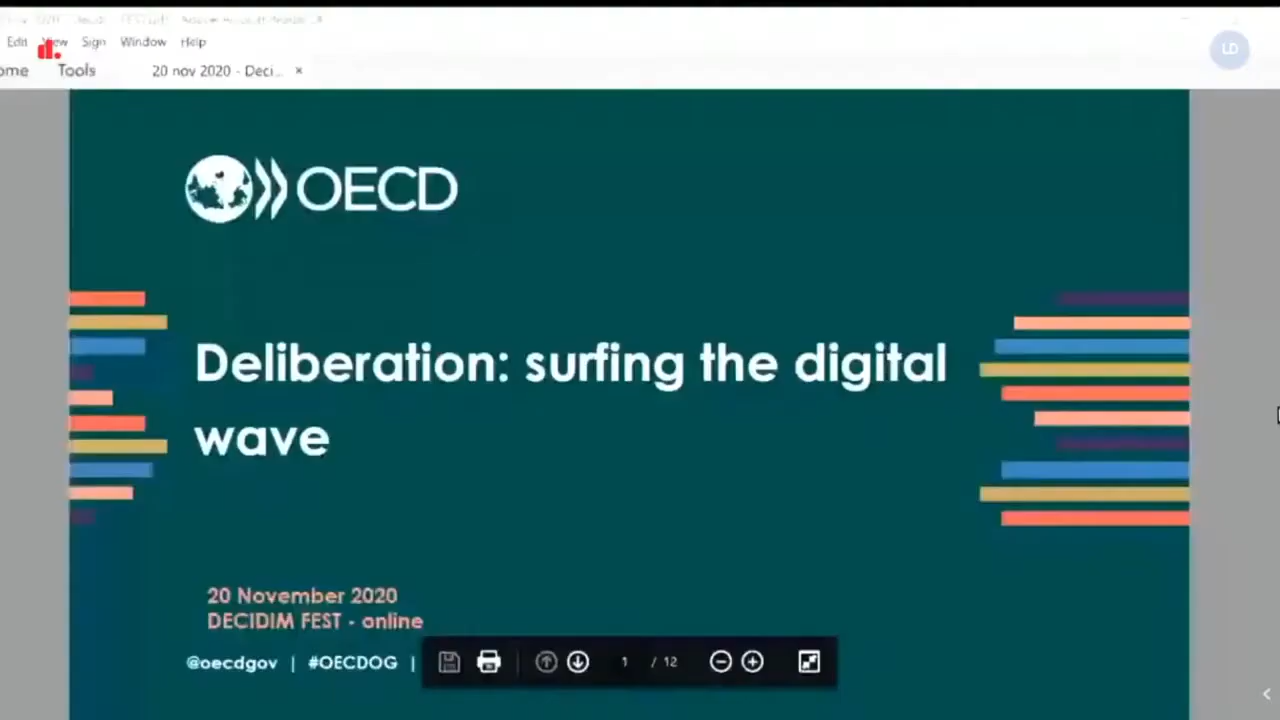 Edit View Sign Window Help
d.
LD
ome Tools 20 nov 2020 - Deci... ×
OECD
Deliberation: surfing the digital
wave
20 November 2020
DECIDIM FEST - online
@oecdgov | #OECDOG |
1 / 12